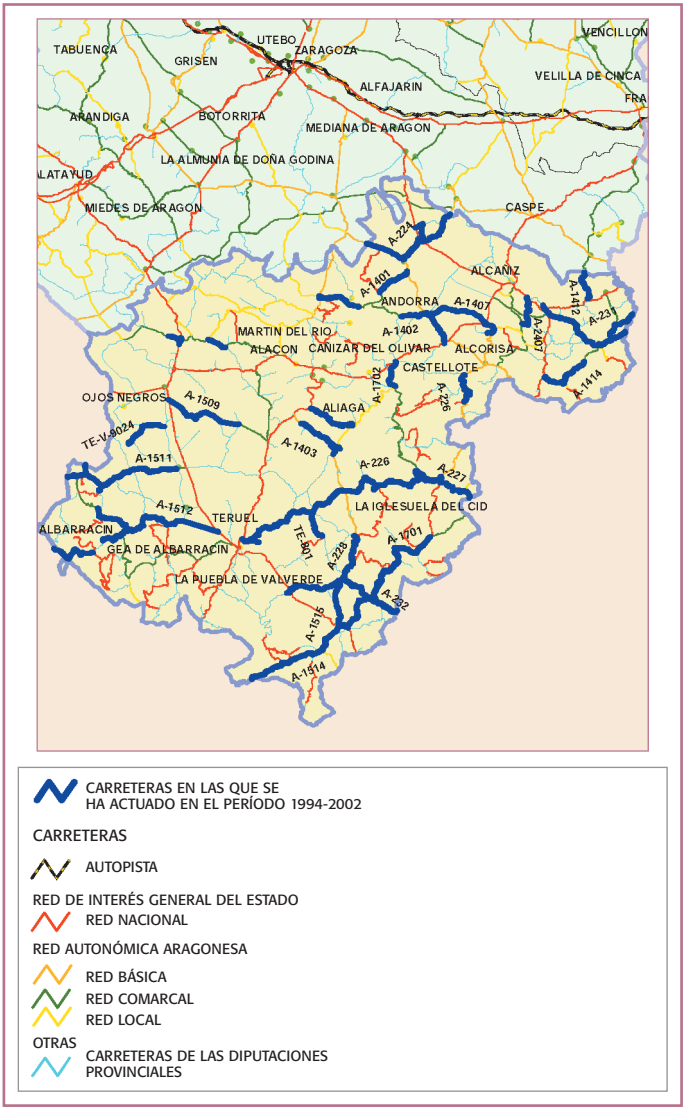 VENCILLON
UTEBO
TABUENCA
ZARAGOZA
GRISEN
VELILLA DE CINCA
ALFAJARIN
FRA
ARANDIGA
BOTORRITA
MEDIANA DE ARAGON
LA ALMUNIA DE DOÑA GODINA
ALATAYUD
MIEDES DE ARAGON
CASPE
A-224
ALCAÑIZ
A-1401
A-1412
ANDORRA
A-1407
A-231
MARTIN DEL RIO
A-1402
A-2407
ALACON
CAÑIZAR DEL OLIVAR
ALCORISA
CASTELLOTE
A-1702
A-1414
OJOS NEGROS
A-1509
ALIAGA
A-226
TE-V-9024
A-1403
A-1511
A-226
A-227
A-1512
LA IGLESUELA DEL CID
TERUEL
ALBARRACIN
TE-801
A-1701
GEA DE ALBARRACIN
A-228
LA PUEBLA DE VALVERDE
A-232
A-1515
A-1514
CARRETERAS EN LAS QUE SE
HA ACTUADO EN EL PERÍODO 1994-2002
CARRETERAS
AUTOPISTA
RED DE INTERÉS GENERAL DEL ESTADO
RED NACIONAL
RED AUTONÓMICA ARAGONESA
RED BÁSICA
RED COMARCAL
RED LOCAL
OTRAS
CARRETERAS DE LAS DIPUTACIONES
PROVINCIALES